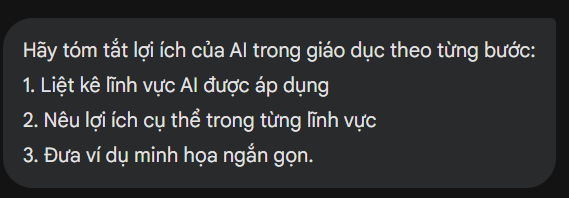 Hãy tóm tắt lợi ích của AI trong giáo dục theo từng bước:
1. Liệt kê lĩnh vực AI được áp dụng
2. Nêu lợi ích cụ thể trong từng lĩnh vực
3. Đưa ví dụ minh họa ngắn gọn.